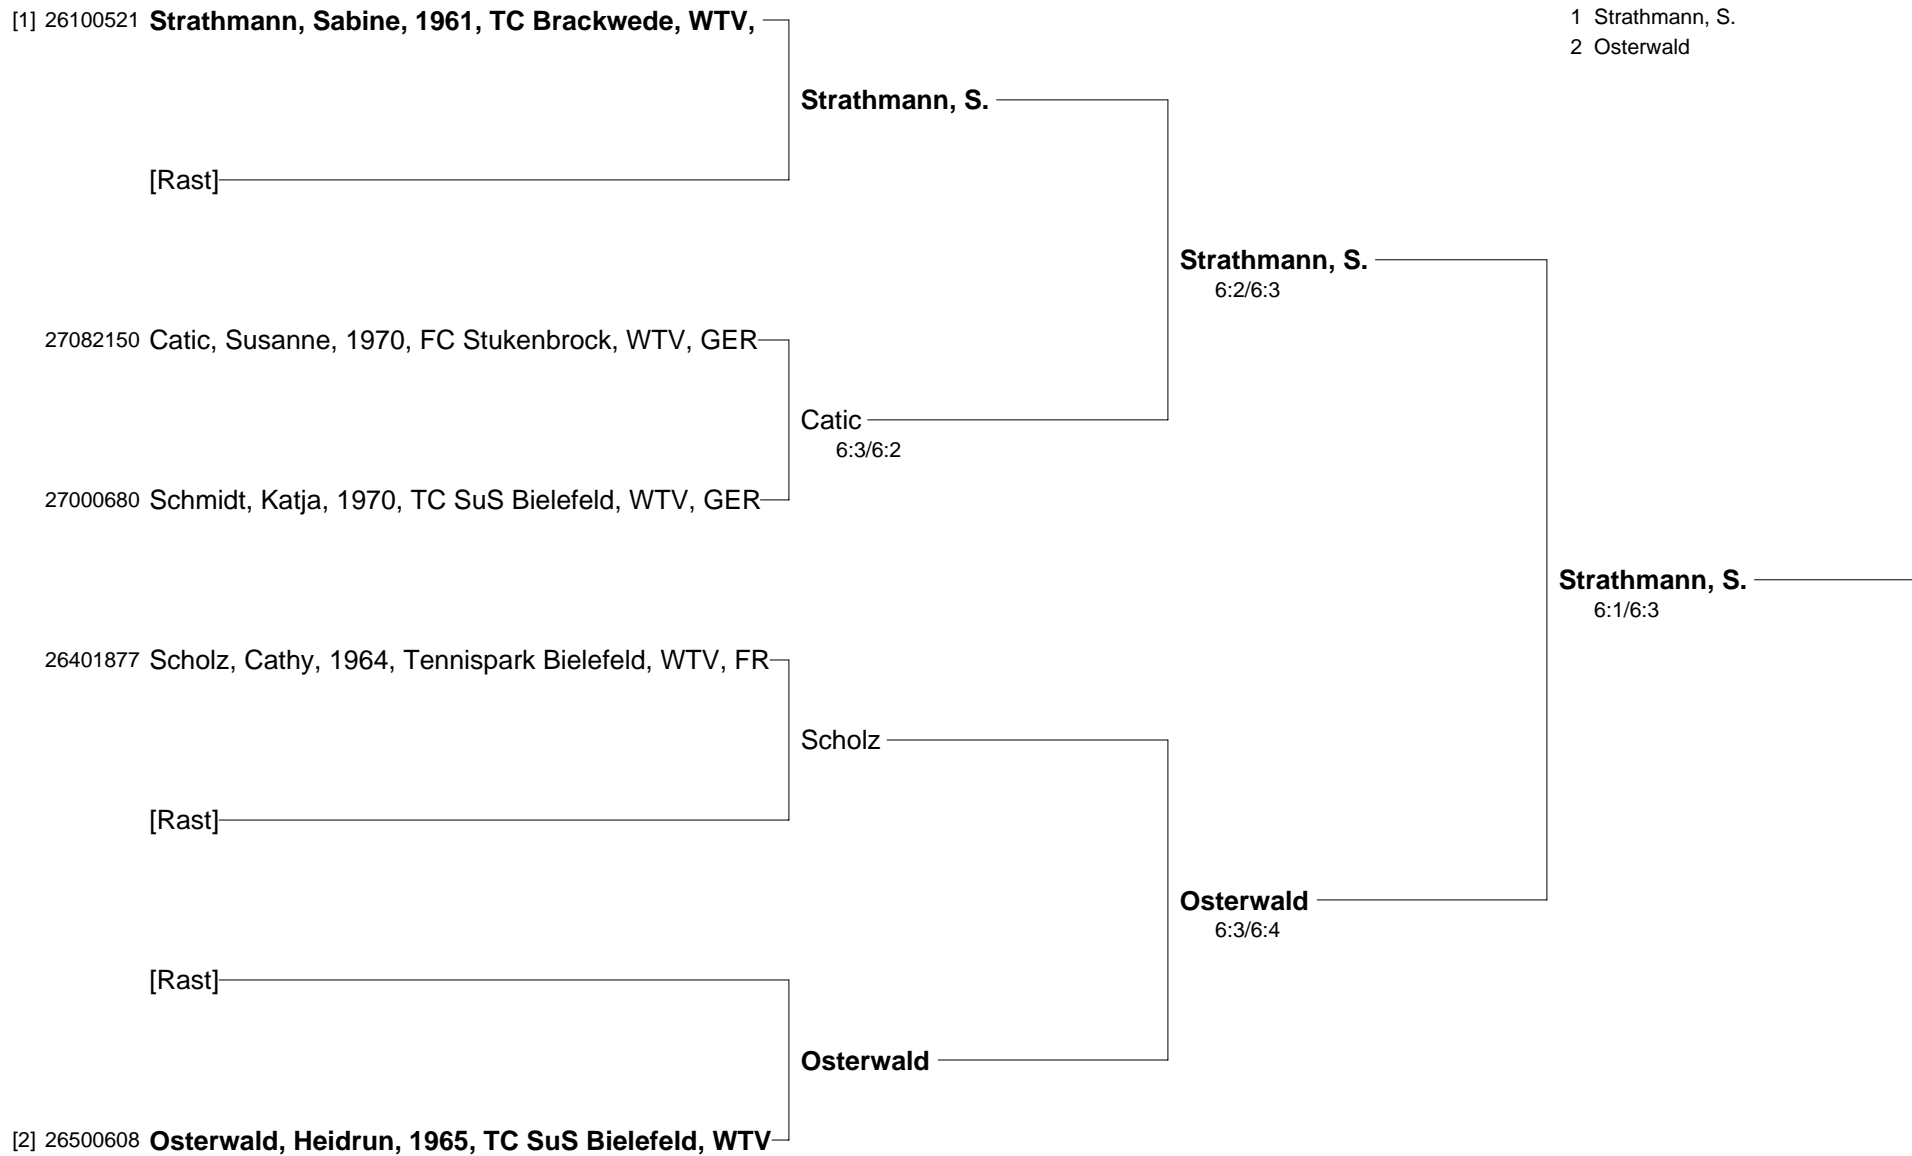 [1] 26100521 Strathmann, Sabine, 1961, TC Brackwede, WTV,
1 Strathmann, S.
2 Osterwald
Strathmann, S.
[Rast]
Strathmann, S.
6:2/6:3
27082150 Catic, Susanne, 1970, FC Stukenbrock, WTV, GER
Catic
6:3/6:2
27000680 Schmidt, Katja, 1970, TC SuS Bielefeld, WTV, GER
Strathmann, S.
6:1/6:3
26401877 Scholz, Cathy, 1964, Tennispark Bielefeld, WTV, FR
Scholz
[Rast]
Osterwald
6:3/6:4
[Rast]
Osterwald
[2] 26500608 Osterwald, Heidrun, 1965, TC SuS Bielefeld, WTV